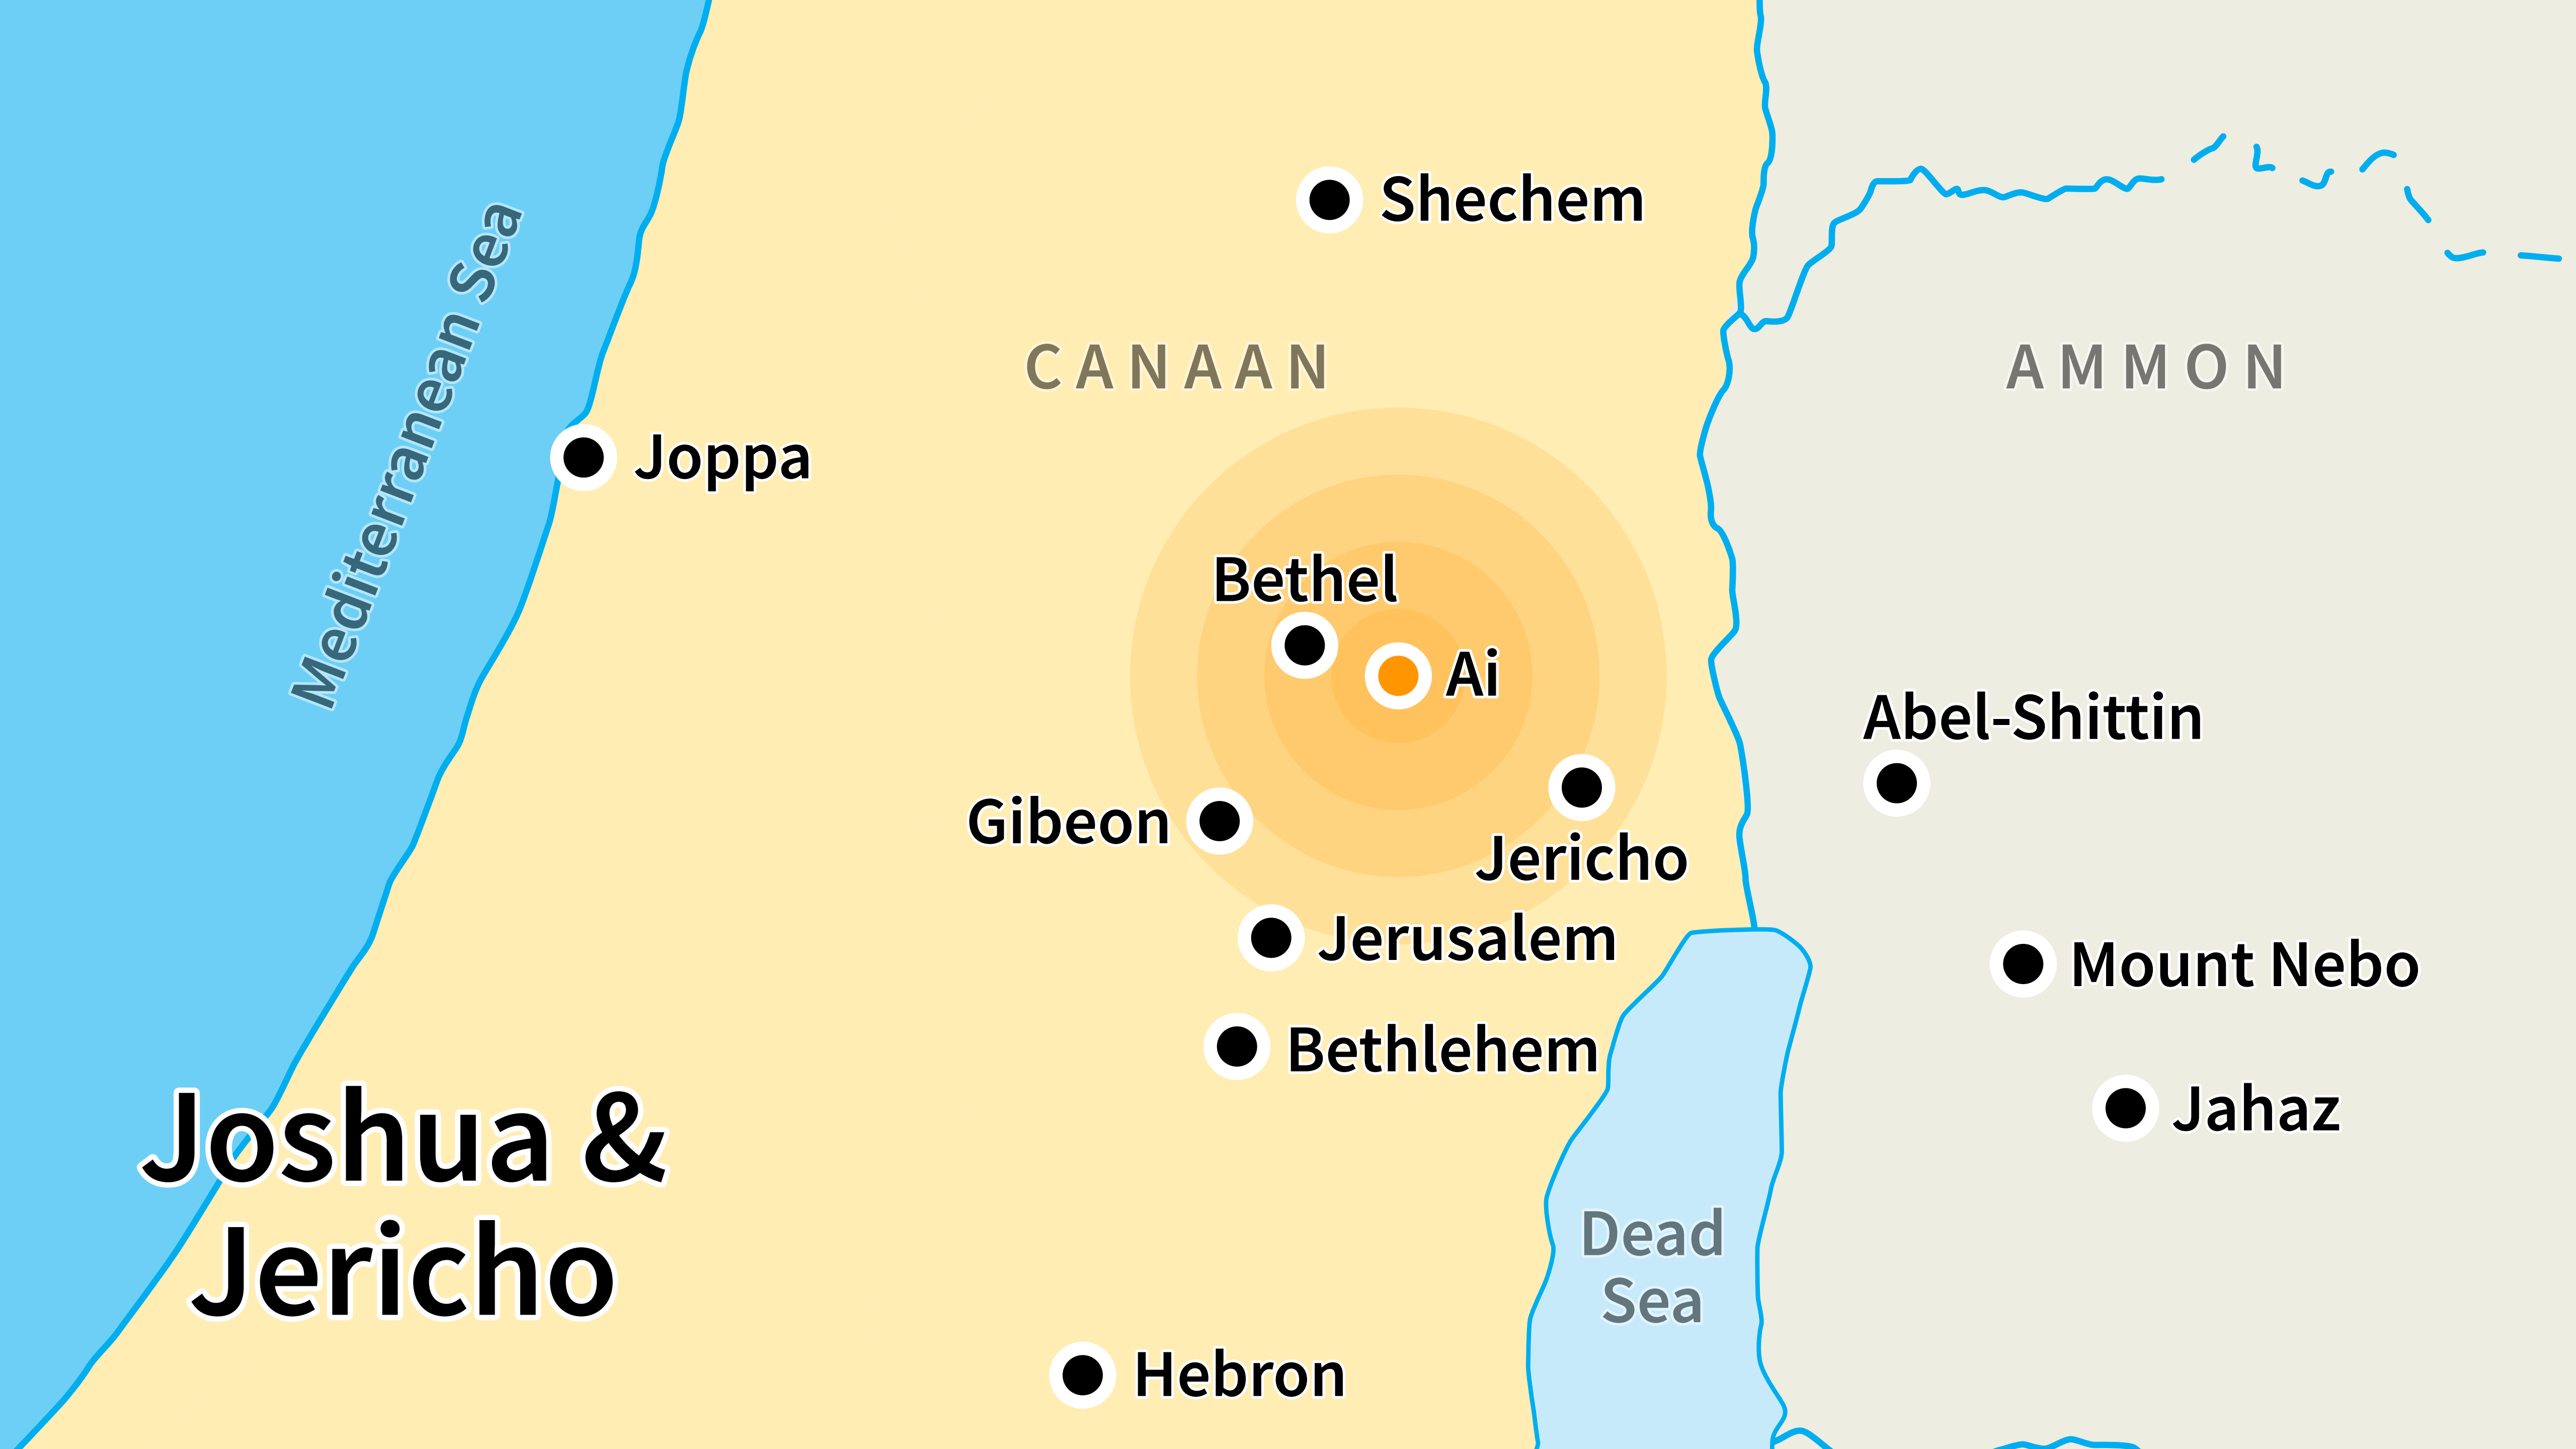 Shechem
Mediterranean Sea
CANAAN
AMMON
Joppa
Bethel
Ai
Abel-Shittin
Gibeon
Jericho
Jerusalem
Mount Nebo
Bethlehem
Jahaz
Joshua &
Jericho
Dead
Sea
Hebron